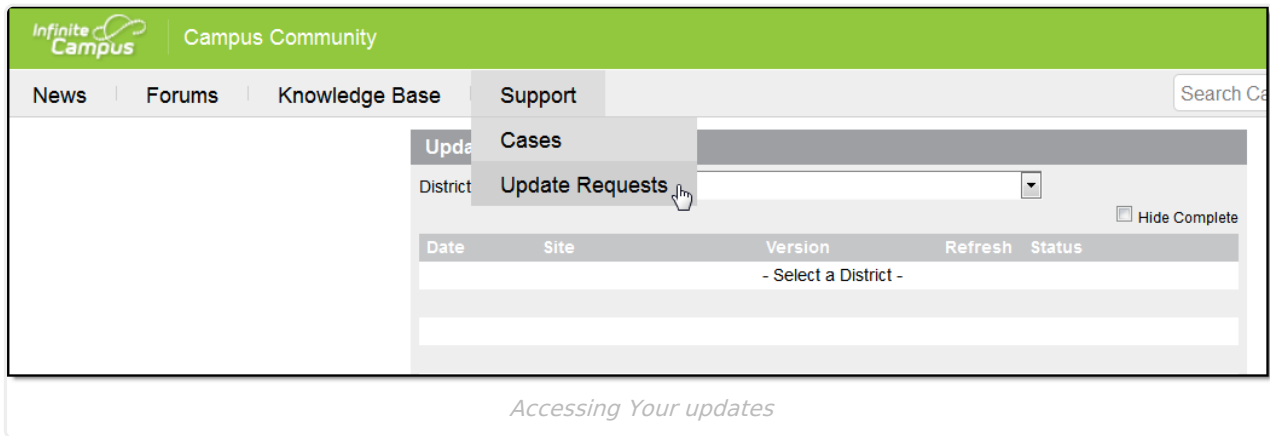 Infinite Campus
Campus Community
News Forums Knowledge Base Support
Search Ca
Upda
Cases
District
Update Requests
Hide Complete
Date Site Version Refresh Status
- Select a District -
Accessing Your updates